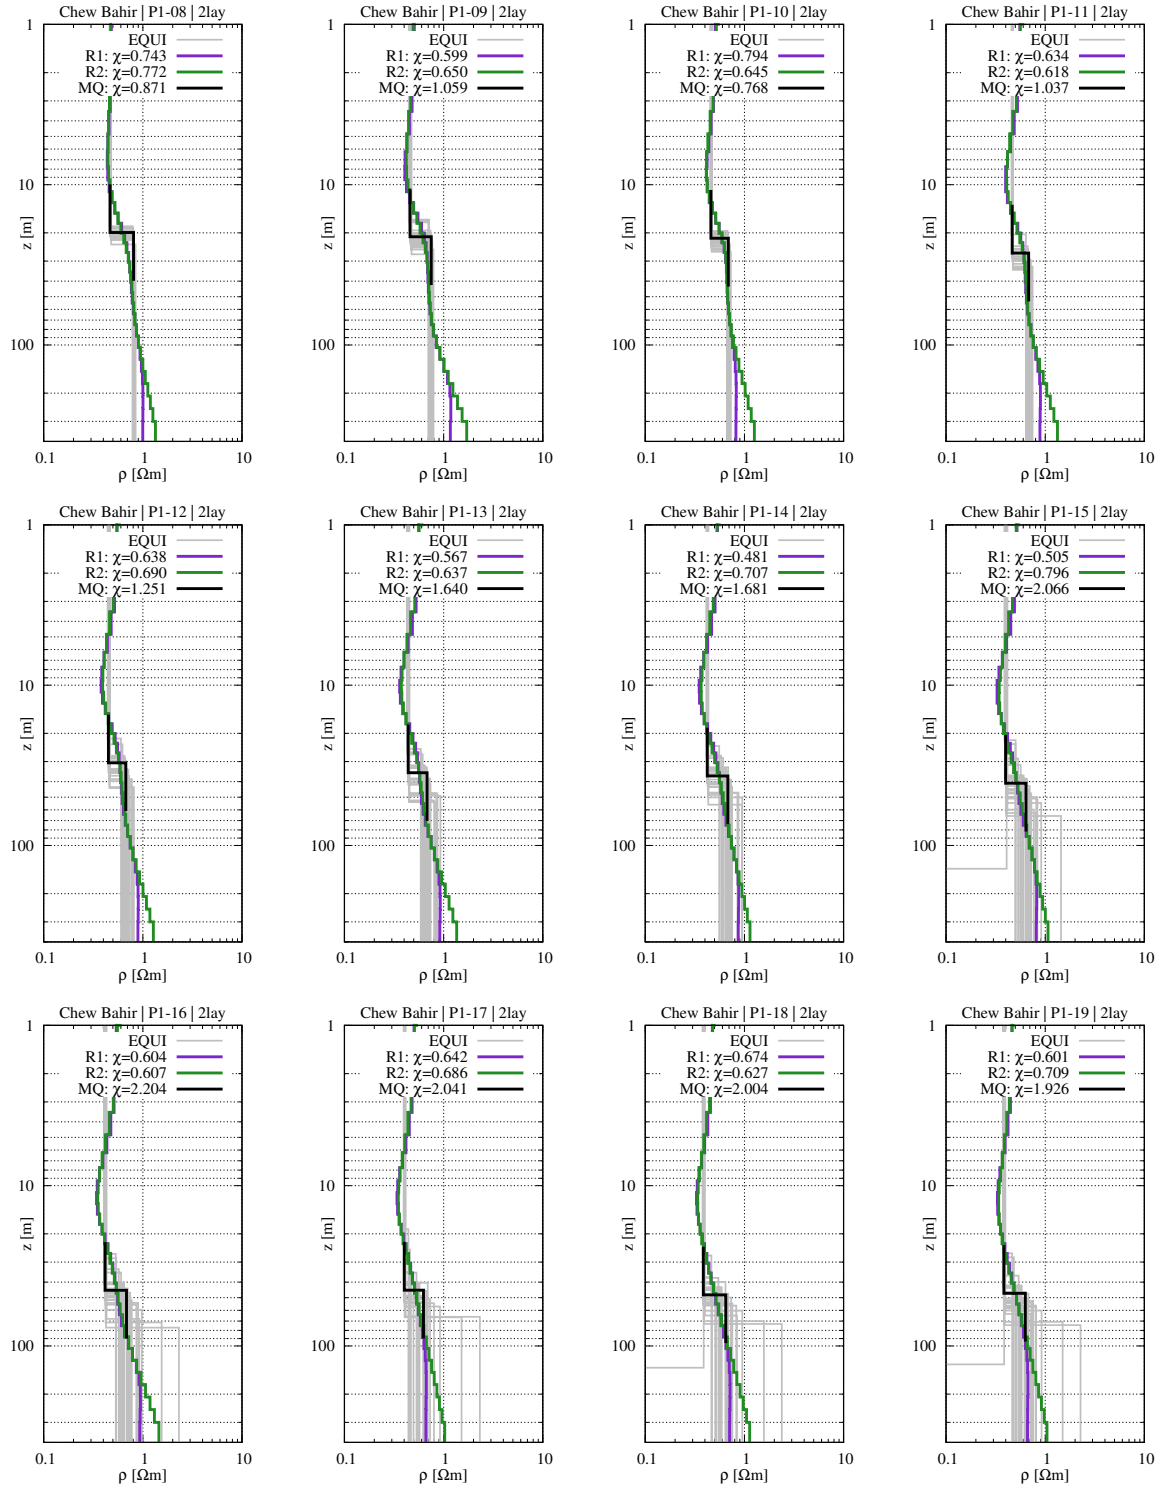 Chew Bahir | P1-08 | 2lay
EQUI
R1: χ=0.743
R2: χ=0.772
MQ: χ=0.871
1
10
100
z [m]
0.1 1 10
ρ [Ωm]
Chew Bahir | P1-09 | 2lay
EQUI
R1: χ=0.599
R2: χ=0.650
MQ: χ=1.059
1
10
100
z [m]
0.1 1 10
ρ [Ωm]
Chew Bahir | P1-10 | 2lay
EQUI
R1: χ=0.794
R2: χ=0.645
MQ: χ=0.768
1
10
100
z [m]
0.1 1 10
ρ [Ωm]
Chew Bahir | P1-11 | 2lay
EQUI
R1: χ=0.634
R2: χ=0.618
MQ: χ=1.037
1
10
100
z [m]
0.1 1 10
ρ [Ωm]
Chew Bahir | P1-12 | 2lay
EQUI
R1: χ=0.638
R2: χ=0.690
MQ: χ=1.251
1
10
100
z [m]
0.1 1 10
ρ [Ωm]
Chew Bahir | P1-13 | 2lay
EQUI
R1: χ=0.567
R2: χ=0.637
MQ: χ=1.640
1
10
100
z [m]
0.1 1 10
ρ [Ωm]
Chew Bahir | P1-14 | 2lay
EQUI
R1: χ=0.481
R2: χ=0.707
MQ: χ=1.681
1
10
100
z [m]
0.1 1 10
ρ [Ωm]
Chew Bahir | P1-15 | 2lay
EQUI
R1: χ=0.505
R2: χ=0.796
MQ: χ=2.066
1
10
100
z [m]
0.1 1 10
ρ [Ωm]
Chew Bahir | P1-16 | 2lay
EQUI
R1: χ=0.604
R2: χ=0.607
MQ: χ=2.204
1
10
100
z [m]
0.1 1 10
ρ [Ωm]
Chew Bahir | P1-17 | 2lay
EQUI
R1: χ=0.642
R2: χ=0.686
MQ: χ=2.041
1
10
100
z [m]
0.1 1 10
ρ [Ωm]
Chew Bahir | P1-18 | 2lay
EQUI
R1: χ=0.674
R2: χ=0.627
MQ: χ=2.004
1
10
100
z [m]
0.1 1 10
ρ [Ωm]
Chew Bahir | P1-19 | 2lay
EQUI
R1: χ=0.601
R2: χ=0.709
MQ: χ=1.926
1
10
100
z [m]
0.1 1 10
ρ [Ωm]